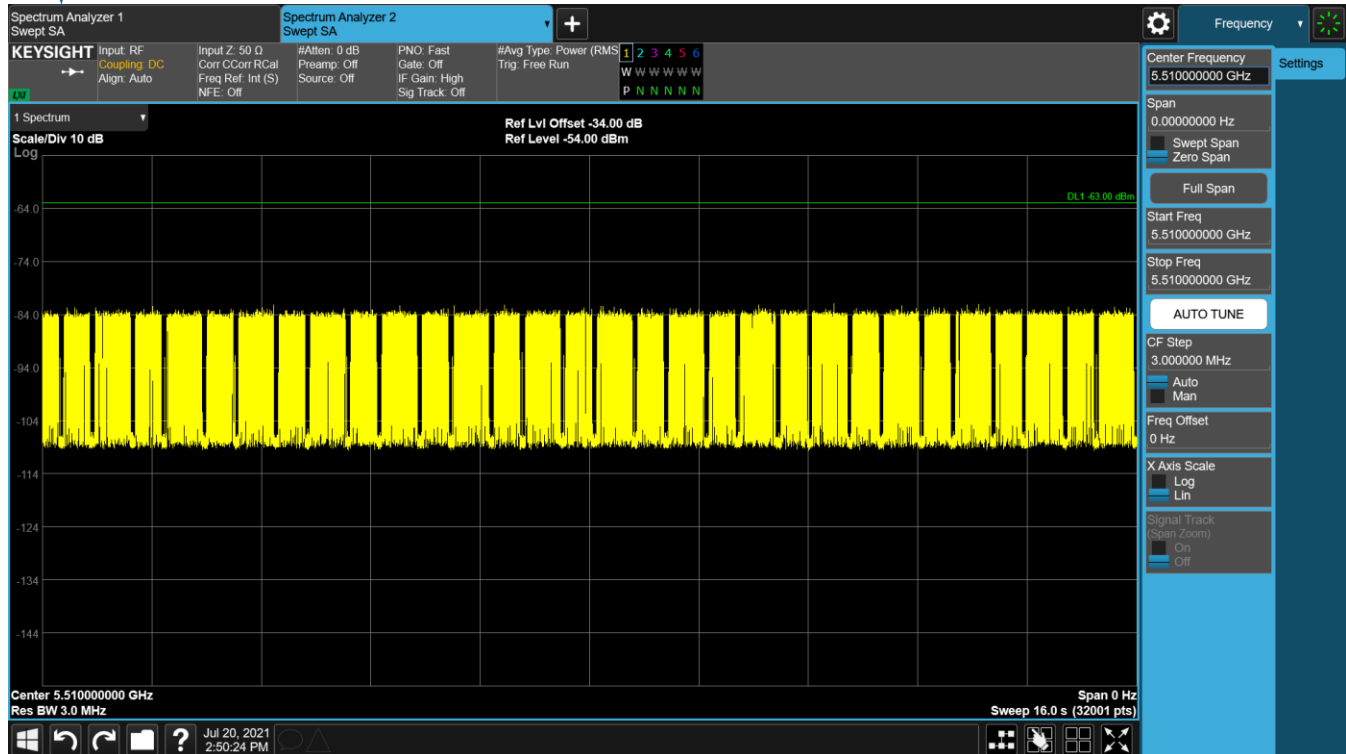 Spectrum Analyzer 1
Swept SA
Spectrum Analyzer 2
Swept SA
Frequency
KEYSIGHT
LXI
Input: RF
Coupling: DC
Align: Auto
Input Z: 50 Ω
Corr CCorr RCal
Freq Ref: Int (S)
NFE: Off
#Atten: 0 dB
Preamp: Off
Source: Off
PNO: Fast
Gate: Off
IF Gain: High
Sig Track: Off
#Avg Type: Power (RMS
Trig: Free Run
1 2 3 4 5 6
W W W W W W
P N N N N N
1 Spectrum
Scale/Div 10 dB
Log
Ref Lvl Offset -34.00 dB
Ref Level -54.00 dBm
DL1 -63.00 dBm
-64.0
-74.0
-84.0
-94.0
-104
-114
-124
-134
-144
Center 5.510000000 GHz
Res BW 3.0 MHz
Span 0 Hz
Sweep 16.0 s (32001 pts)
Jul 20, 2021
2:50:24 PM
Center Frequency
5.510000000 GHz
Settings
Span
0.00000000 Hz
Swept Span
Zero Span
Full Span
Start Freq
5.510000000 GHz
Stop Freq
5.510000000 GHz
AUTO TUNE
CF Step
3.000000 MHz
Auto
Man
Freq Offset
0 Hz
X Axis Scale
Log
Lin
Signal Track
(Span Zoom)
On
Off